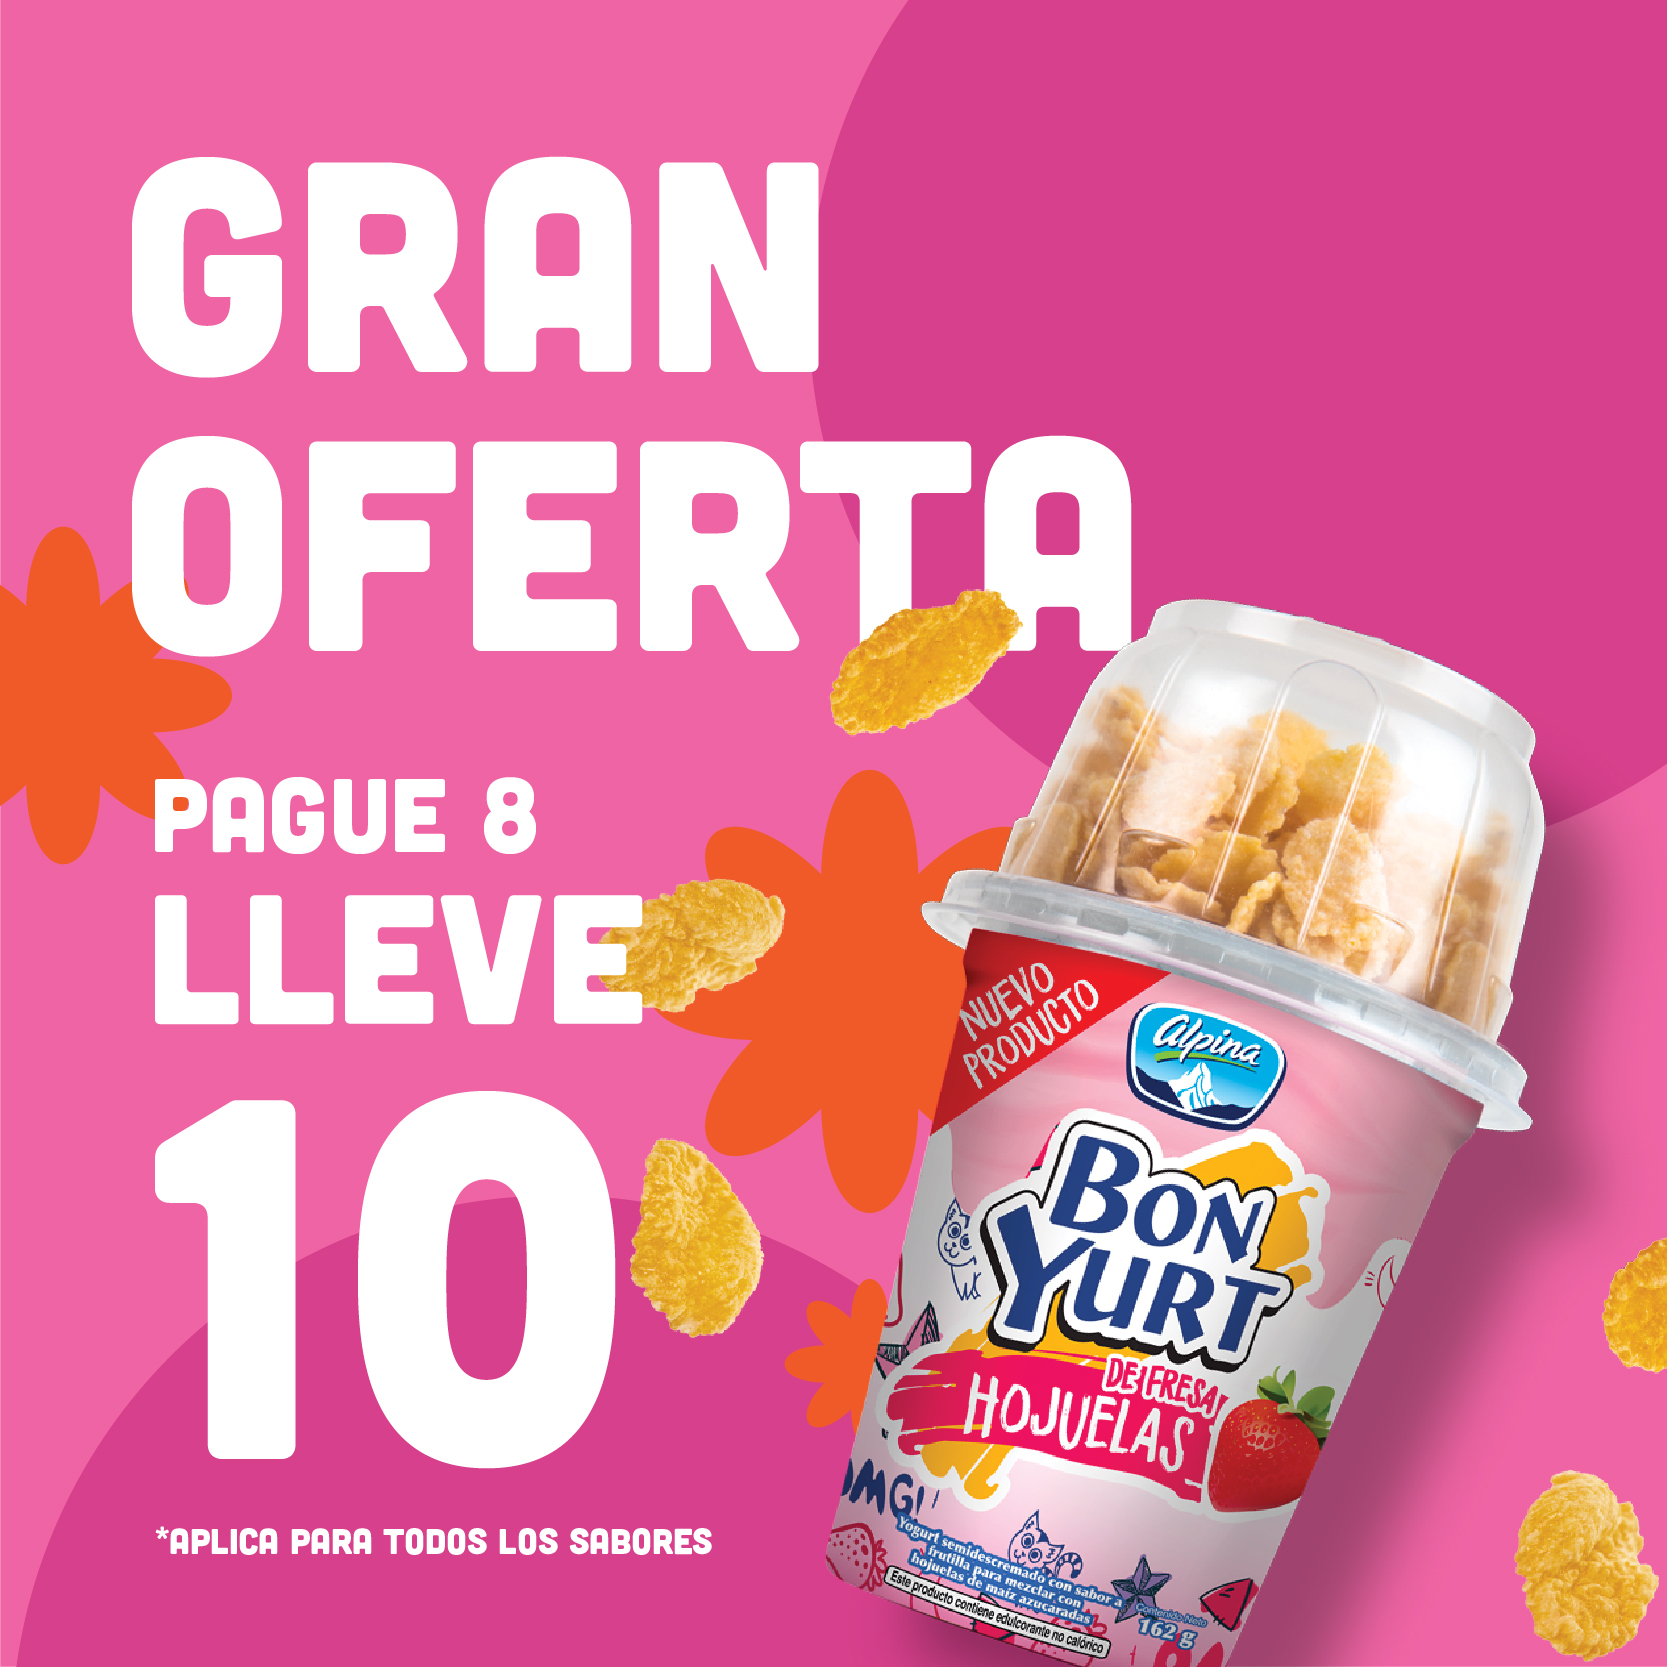 GRAN
OFERTA
PAGUE 8
LLEVE
10
*APLICA PARA TODOS LOS SABORES
NUEVO
PRODUCTO
alpina
BON
YURT
DE FRESA
HOJUELAS
OMG!
Yogurt semidescremado con sabor a
frutilla para mezclar con
hojuelas de maíz azucaradas
Este producto contiene edulcorante no calórico
Contenido Neto
162 g